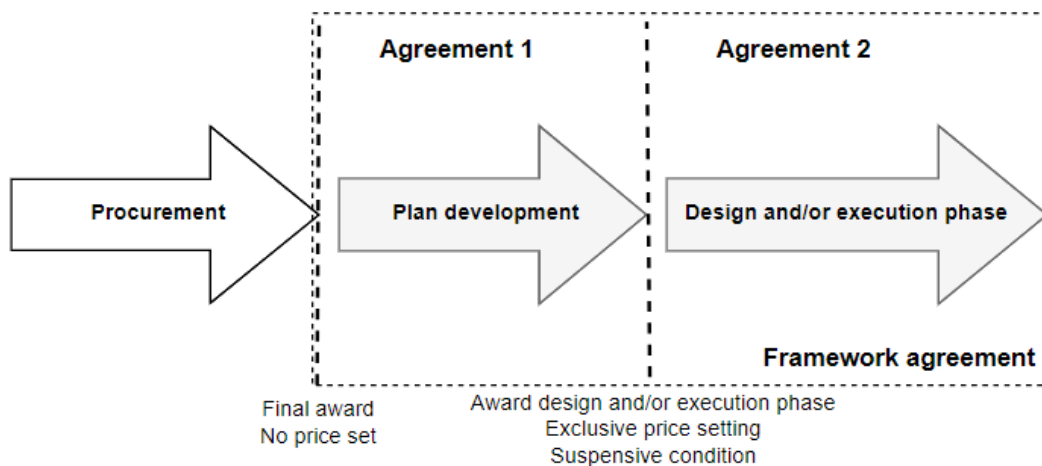 Agreement 1
Agreement 2
Procurement
Plan development
Design and/or execution phase
Framework agreement
Final award
No price set
Award design and/or execution phase
Exclusive price setting
Suspensive condition